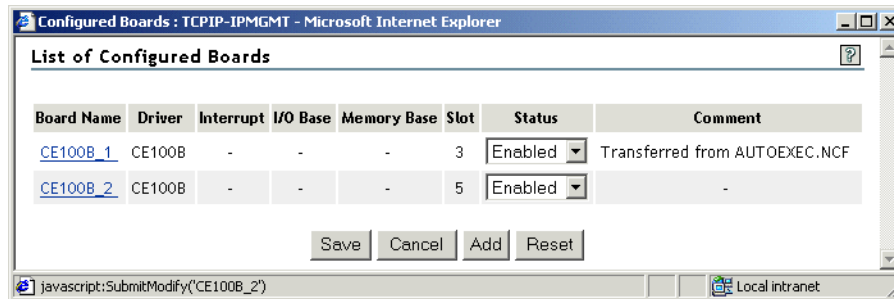 Configured Boards : TCPIP-IPMGMT - Microsoft Internet Explorer
List of Configured Boards ?
Board Name Driver Interrupt I/O Base Memory Base Slot Status Comment
CE100B_1 CE100B - - - 3 Enabled Transferred from AUTOEXEC.NCF
CE100B_2 CE100B - - - 5 Enabled -
Save Cancel Add Reset
javascript:SubmitModify('CE100B_2') Local intranet